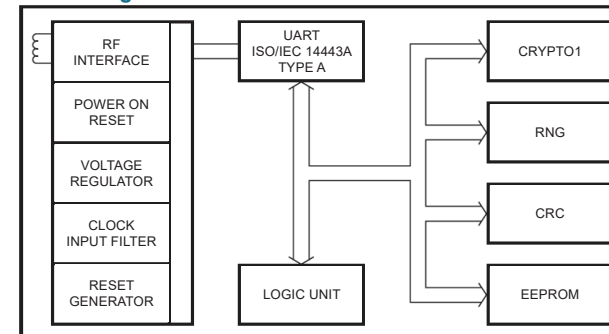 RF
INTERFACE
POWER ON
RESET
VOLTAGE
REGULATOR
CLOCK
INPUT FILTER
RESET
GENERATOR
UART
ISO/IEC 14443A
TYPE A
LOGIC UNIT
CRYPTO1
RNG
CRC
EEPROM